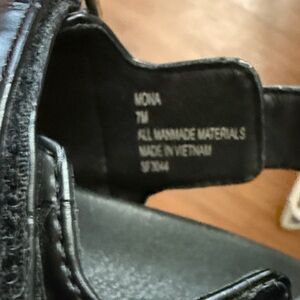 MONA
7M
ALL MANMADE MATERIALS
MADE IN VIETNAM
SF3044